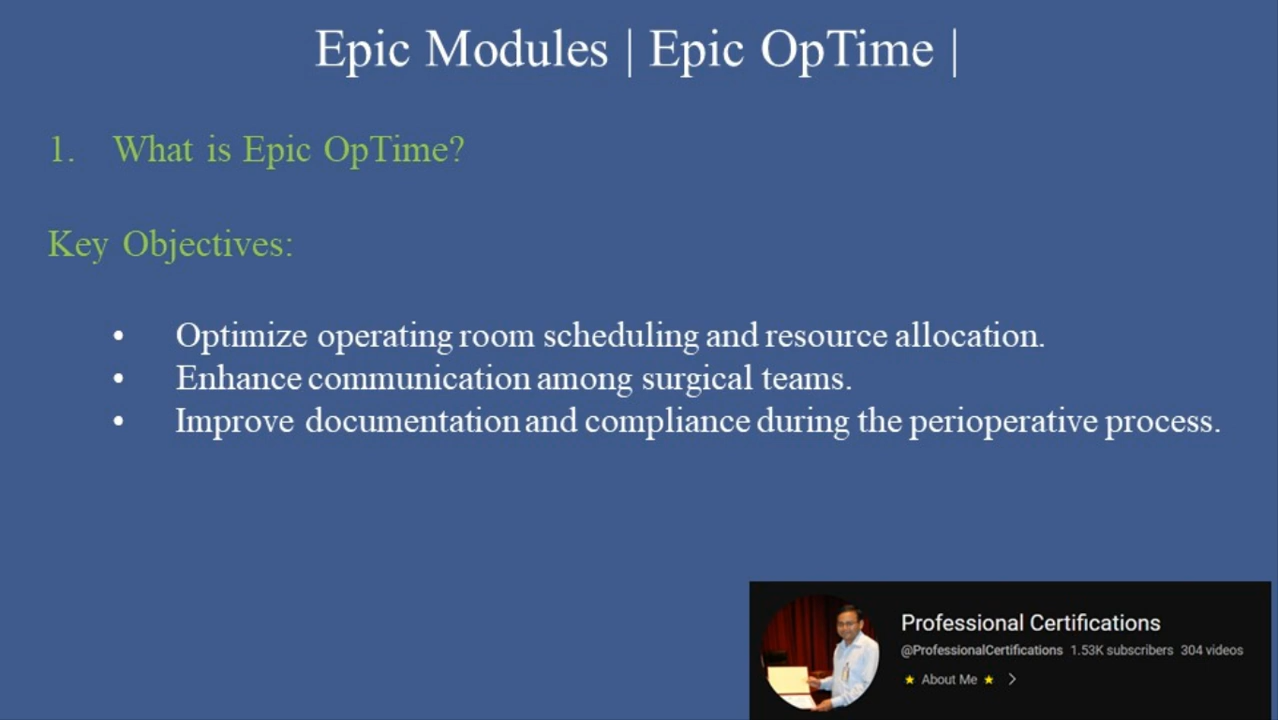 Epic Modules | Epic OpTime |
1. What is Epic OpTime?
Key Objectives:
• Optimize operating room scheduling and resource allocation.
• Enhance communication among surgical teams.
• Improve documentation and compliance during the perioperative process.
Professional Certifications
@ProfessionalCertifications 1.53K subscribers 304 videos
★ About Me ★ >